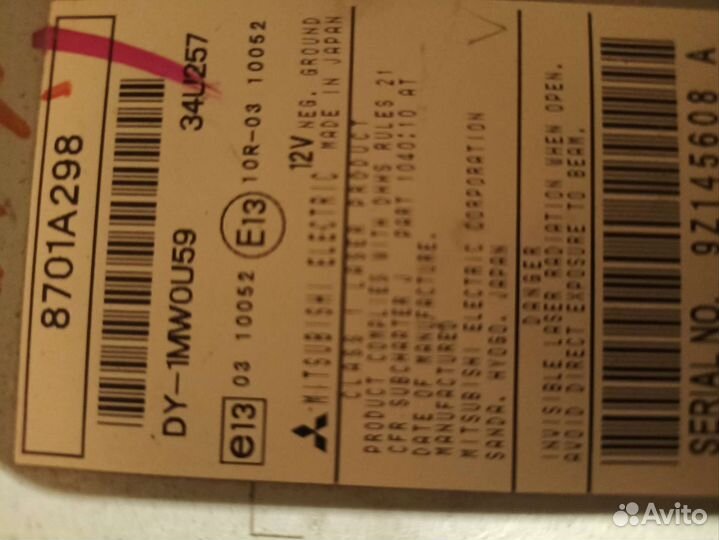 8701A298
DY-1MW0U59 34U257
e13 03 10052 E13 10R-03 10052
MITSUBISHI ELECTRIC 12V NEG. GROUND
MADE IN JAPAN
CLASS 1 LASER PRODUCT
PRODUCT COMPLIES WITH DHHS RULES 21
CFR SUBCHAPTER J PART 1040:10 AT
DATE OF MANUFACTURE.
MANUFACTURED
MITSUBISHI ELECTRIC CORPORATION
SANDA, HYOGO, JAPAN
DANGER
INVISIBLE LASER RADIATION WHEN OPEN.
AVOID DIRECT EXPOSURE TO BEAM.
SERIAL NO. 9Z145608 A
Avito